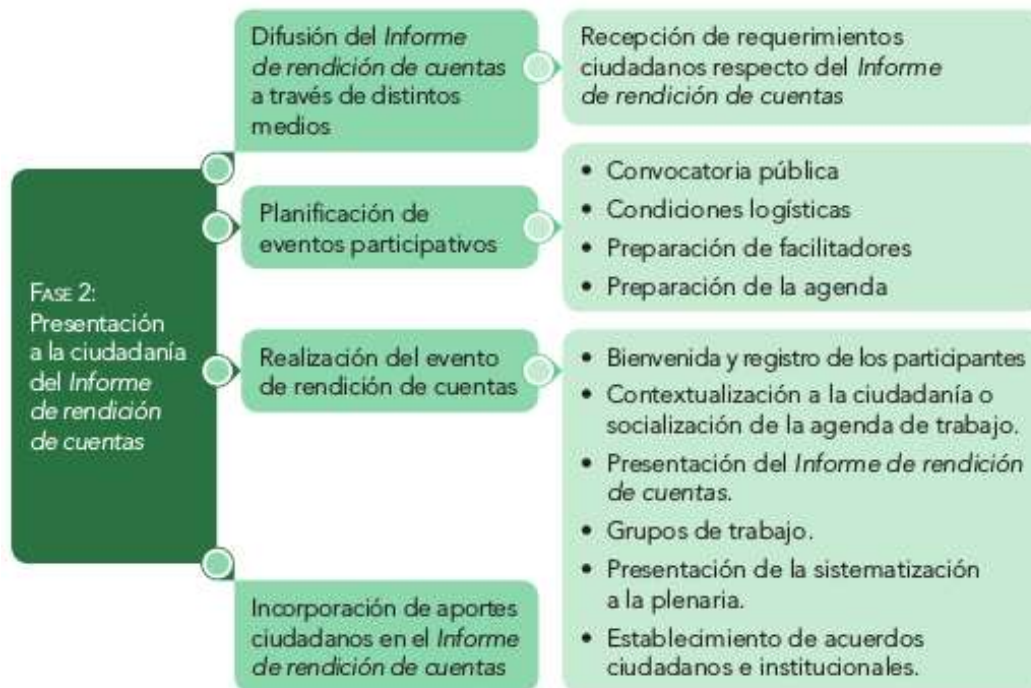 FASE 2:
Presentación
a la ciudadanía
del Informe
de rendición
de cuentas
Difusión del Informe
de rendición de cuentas
a través de distintos
medios
Recepción de requerimientos
ciudadanos respecto del Informe
de rendición de cuentas
Planificación de
eventos participativos
• Convocatoria pública
• Condiciones logísticas
• Preparación de facilitadores
• Preparación de la agenda
Realización del evento
de rendición de cuentas
• Bienvenida y registro de los participantes
• Contextualización a la ciudadanía o
socialización de la agenda de trabajo.
• Presentación del Informe de rendición
de cuentas.
• Grupos de trabajo.
• Presentación de la sistematización
a la plenaria.
• Establecimiento de acuerdos
ciudadanos e institucionales.
Incorporación de aportes
ciudadanos en el Informe
de rendición de cuentas